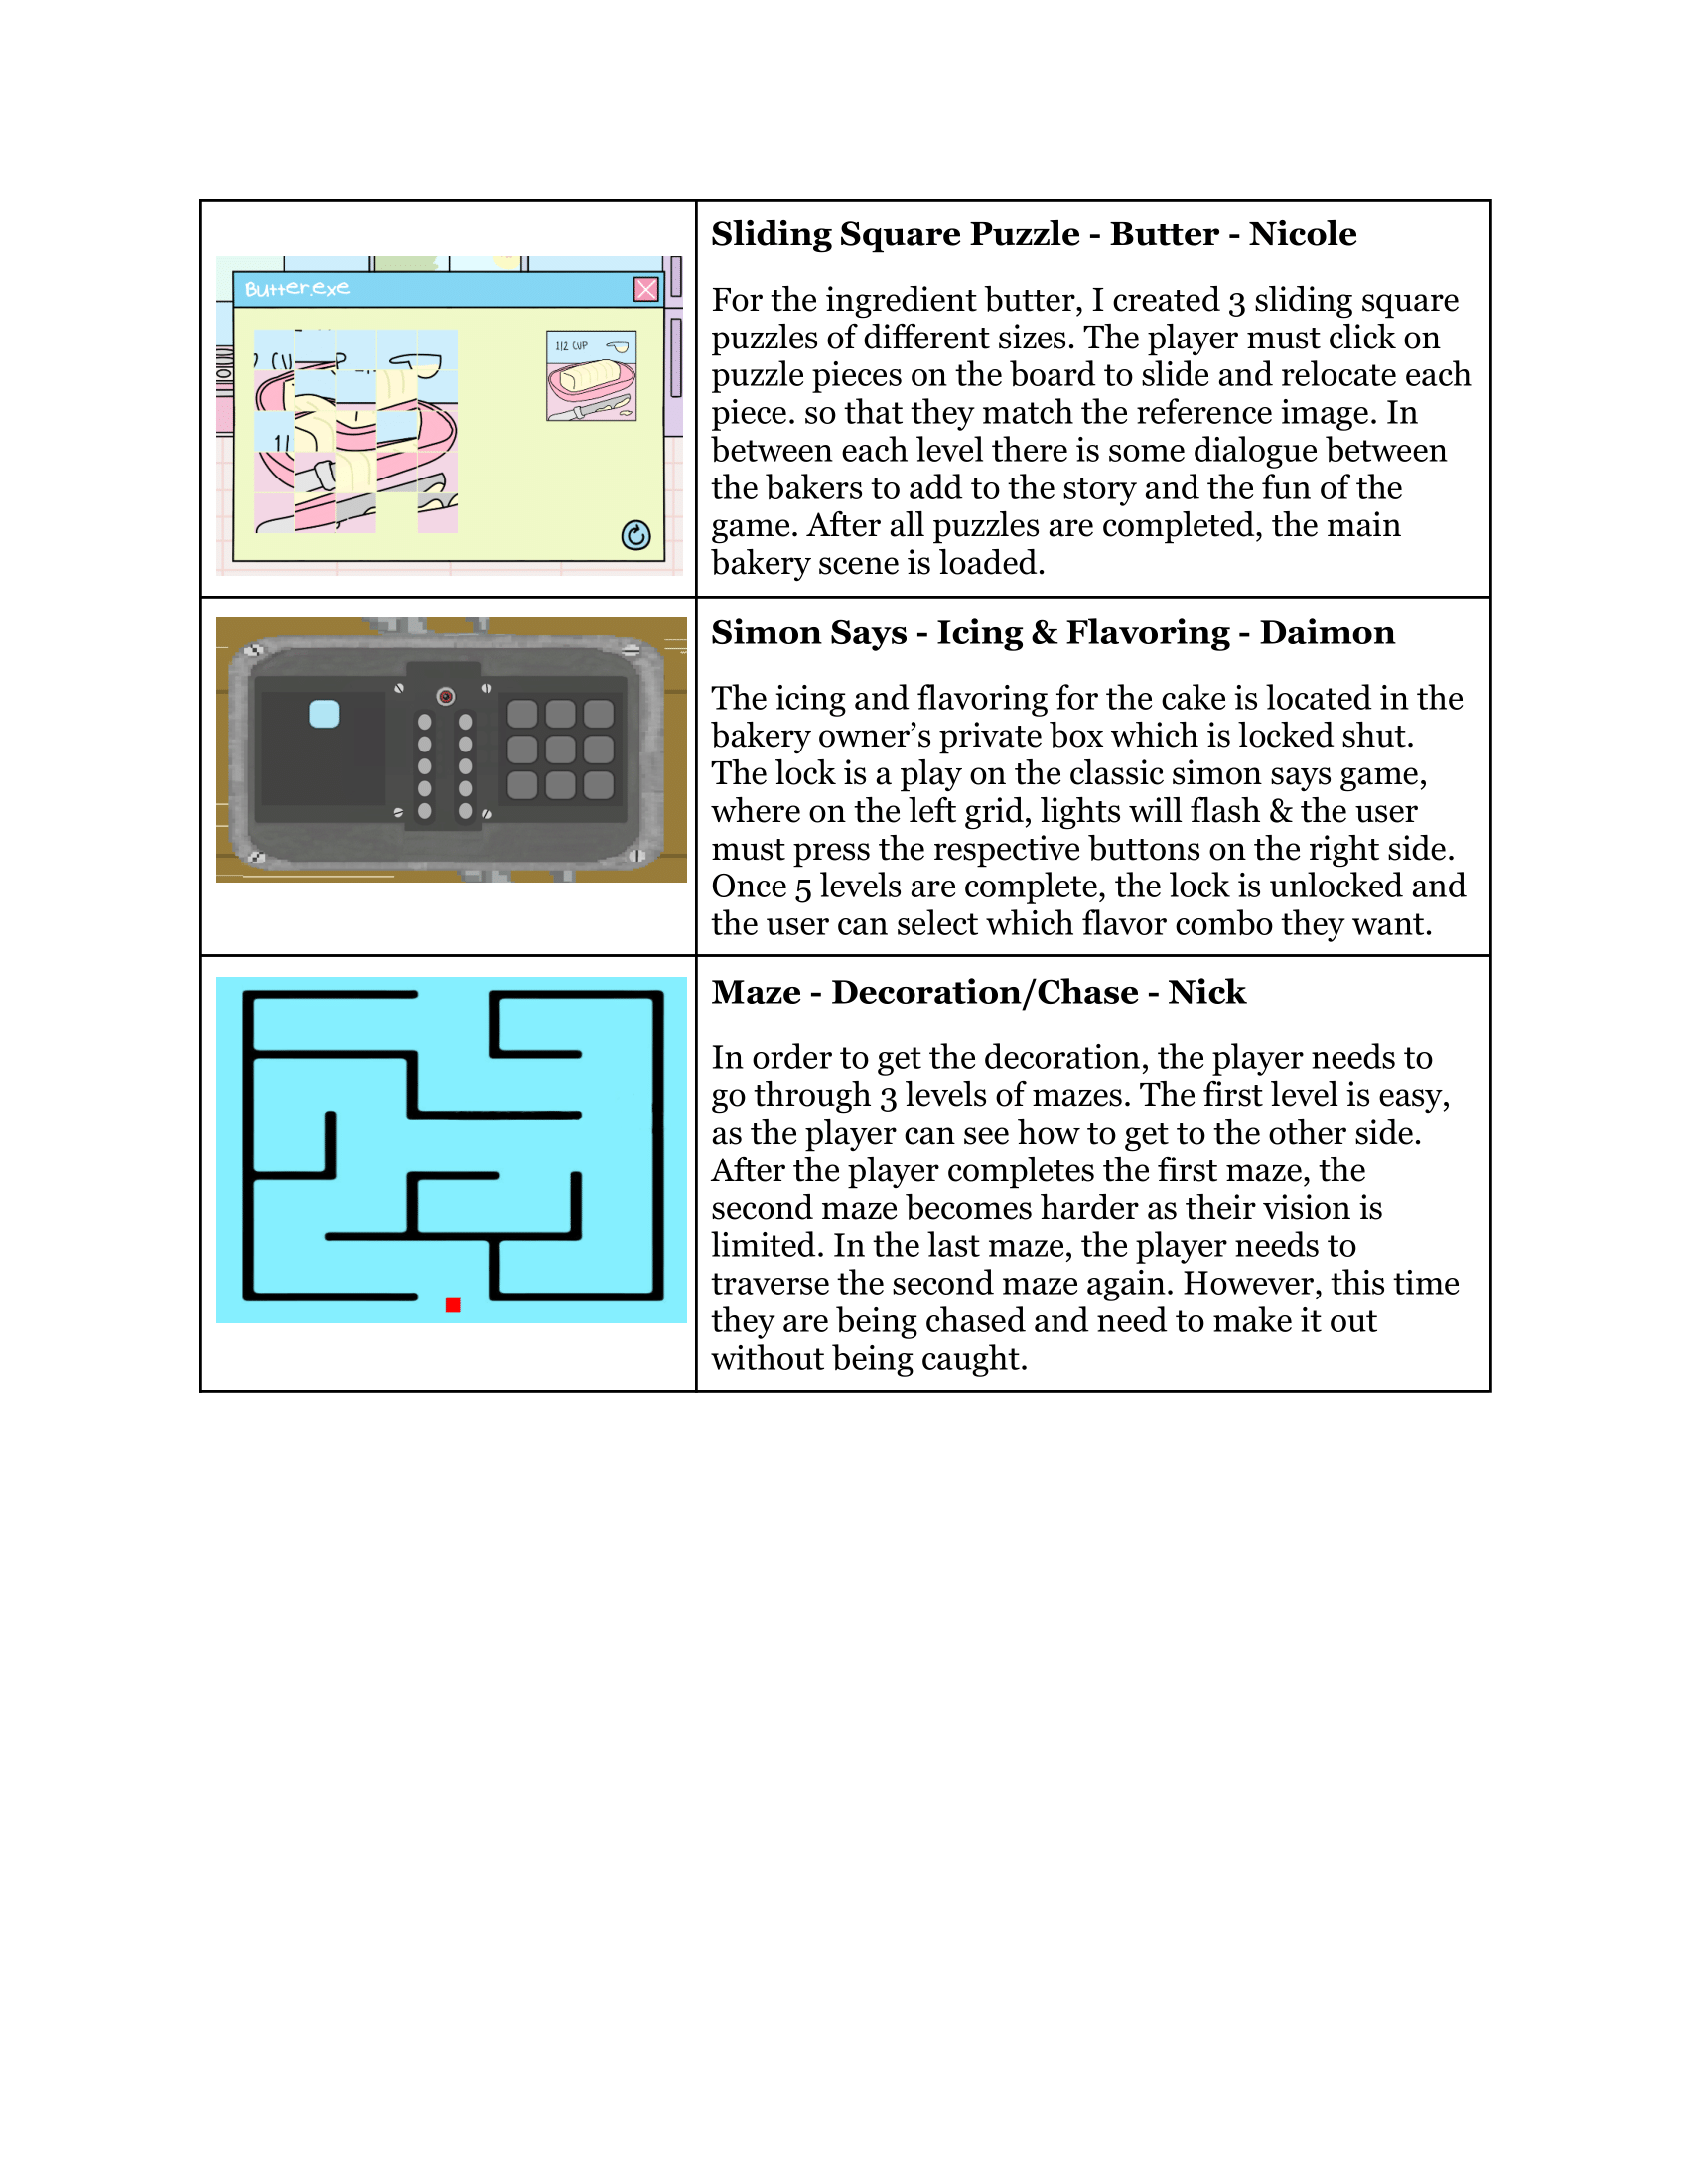 Sliding Square Puzzle - Butter - Nicole
Butter.exe
1/2 CUP
1/
For the ingredient butter, I created 3 sliding square
puzzles of different sizes. The player must click on
puzzle pieces on the board to slide and relocate each
piece. so that they match the reference image. In
between each level there is some dialogue between
the bakers to add to the story and the fun of the
game. After all puzzles are completed, the main
bakery scene is loaded.
Simon Says - Icing & Flavoring - Daimon
The icing and flavoring for the cake is located in the
bakery owner’s private box which is locked shut.
The lock is a play on the classic simon says game,
where on the left grid, lights will flash & the user
must press the respective buttons on the right side.
Once 5 levels are complete, the lock is unlocked and
the user can select which flavor combo they want.
Maze - Decoration/Chase - Nick
In order to get the decoration, the player needs to
go through 3 levels of mazes. The first level is easy,
as the player can see how to get to the other side.
After the player completes the first maze, the
second maze becomes harder as their vision is
limited. In the last maze, the player needs to
traverse the second maze again. However, this time
they are being chased and need to make it out
without being caught.